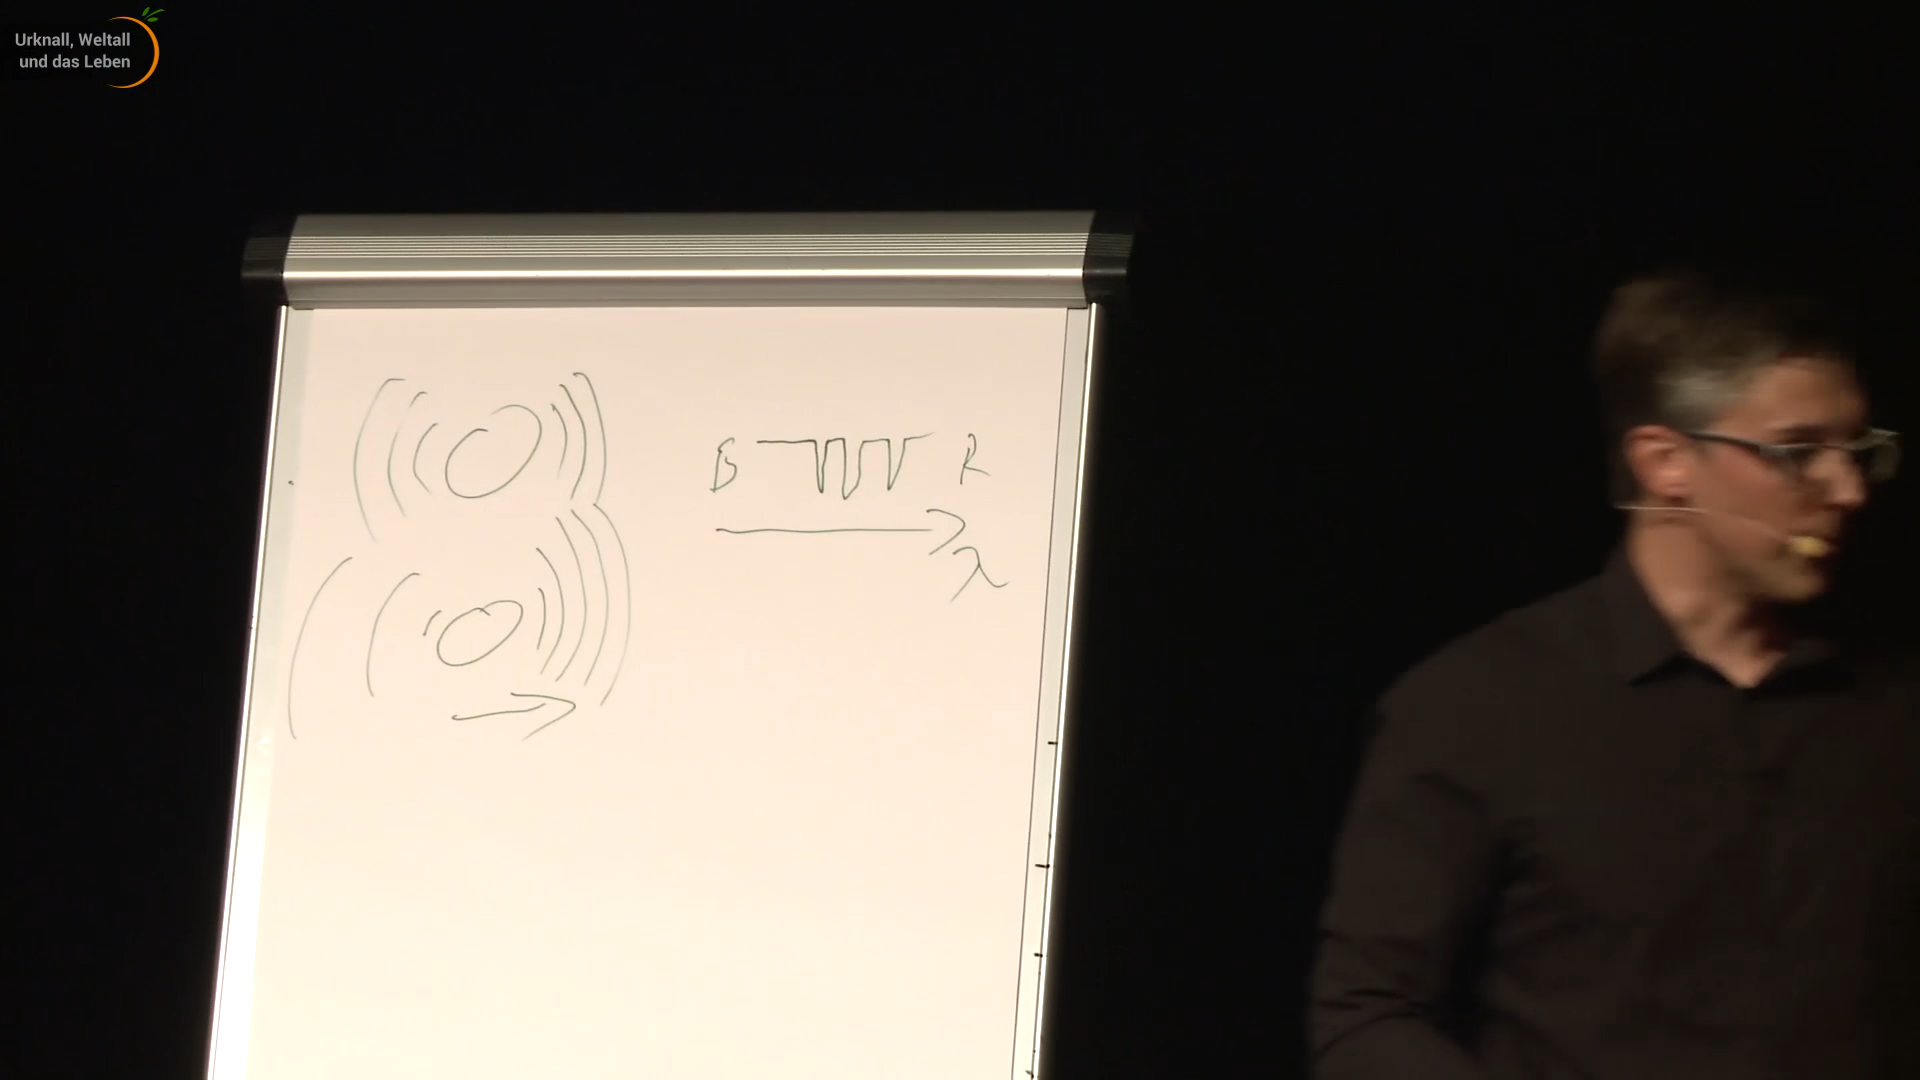 Urknall, Weltall
und das Leben
B R
λ